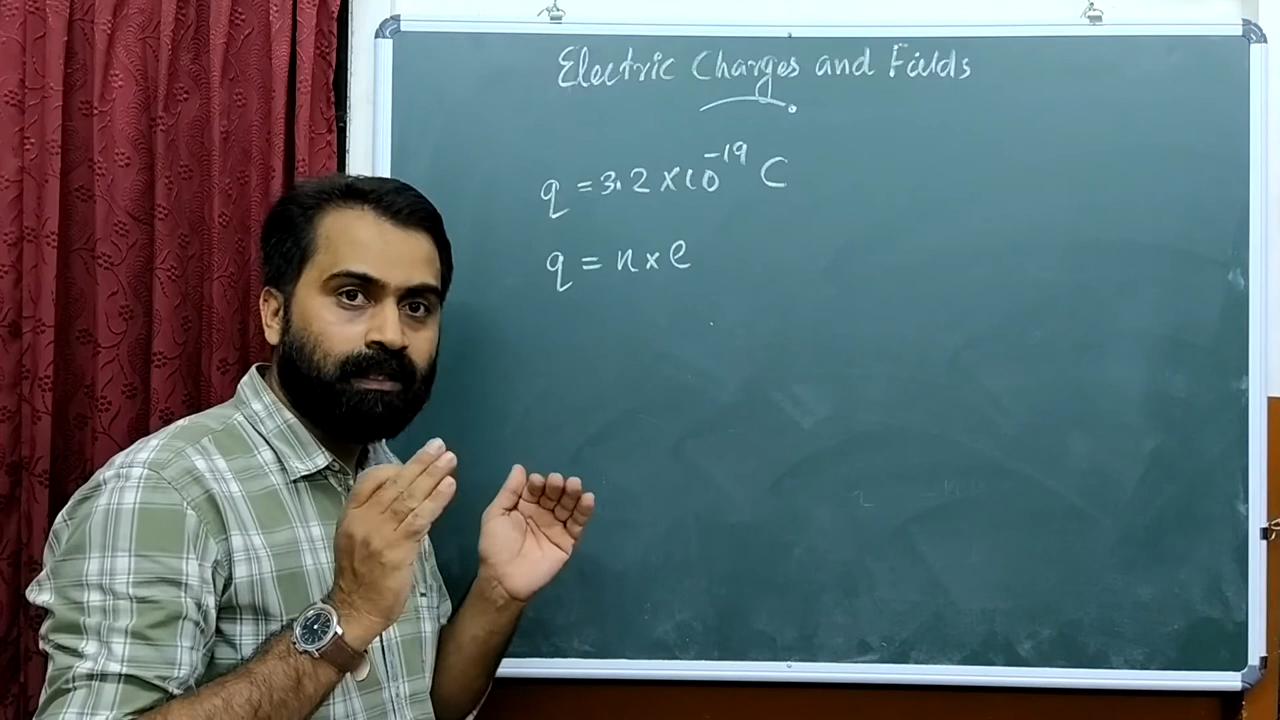 Electric Charges and Fields
q = 3.2 × 10⁻¹⁹ C
q = n × e